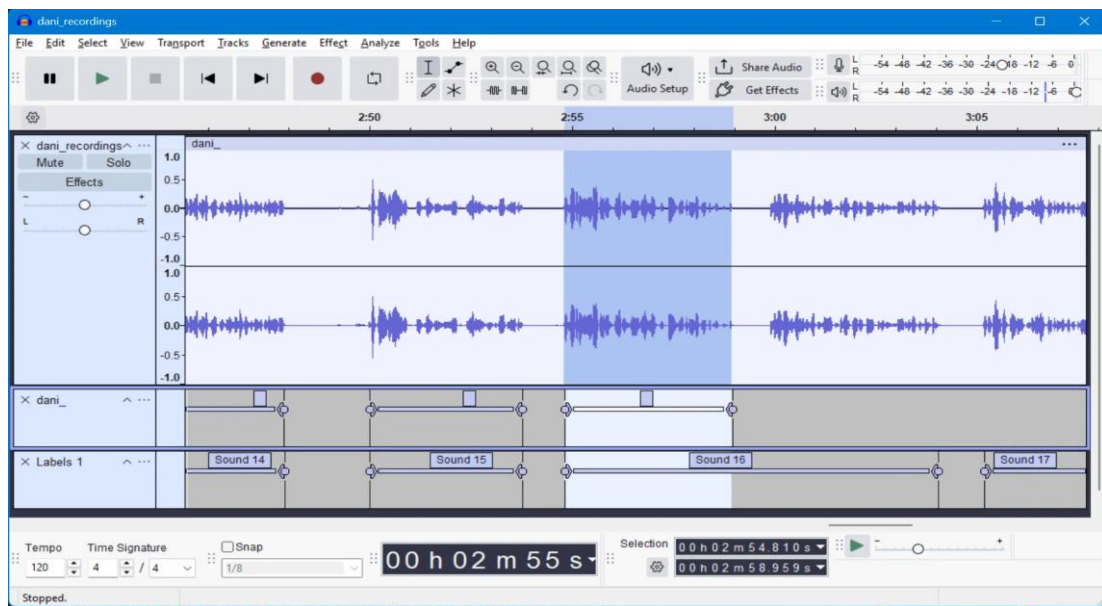 dani_recordings
File Edit Select View Transport Tracks Generate Effect Analyze Tools Help
Audio Setup
Share Audio
Get Effects
L R -54 -48 -42 -36 -30 -24 -18 -12 -6 0
L R -54 -48 -42 -36 -30 -24 -18 -12 -6
2:50 2:55 3:00 3:05
dani_recordings
Mute Solo
Effects
- +
L R
dani_
1.0
0.5
0.0
-0.5
-1.0
1.0
0.5
0.0
-0.5
-1.0
dani_
Labels 1
Sound 14 Sound 15 Sound 16 Sound 17
Tempo
120
Time Signature
4 / 4
Snap
1/8
00 h 02 m 55 s
Selection
00 h 02 m 54.810 s
00 h 02 m 58.959 s
- +
Stopped.